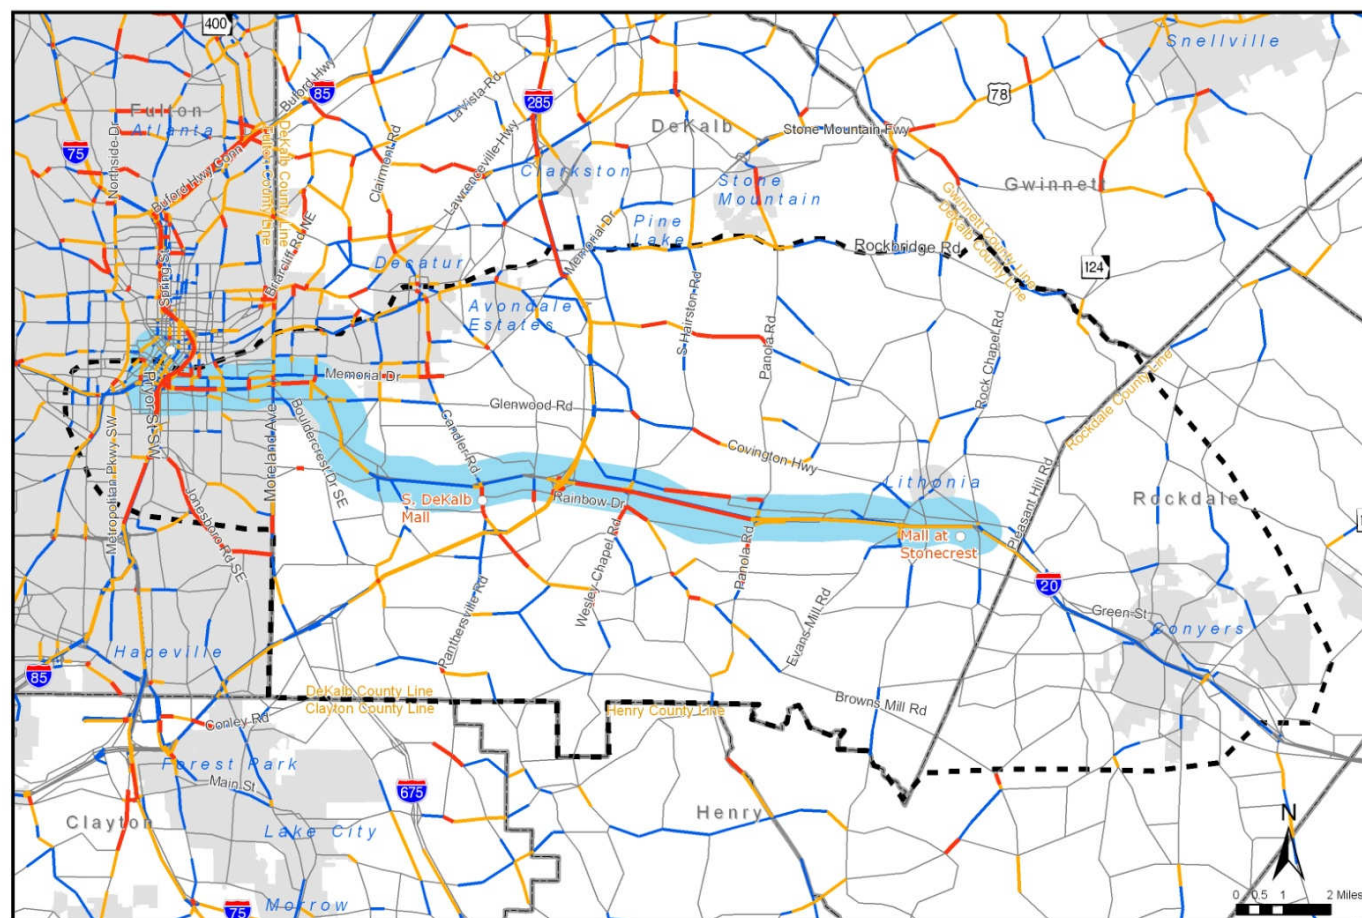 400
Snellville
Buford Hwy
85
LaVista Rd
285
78
Fulton
Atlanta
Northside Dr
75
DeKalb
Stone Mountain Fwy
Clairmont Rd
Lawrenceville Hwy
Buford Hwy Conn
Fulton County Line
DeKalb County Line
Clarkston
Stone
Mountain
Gwinnett
Gwinnett County Line
DeKalb County Line
Pine
Lake
Memorial Dr
Rockbridge Rd
Briarcliff Rd NE
Spring St
Decatur
124
Avondale
Estates
S Hairston Rd
Panola Rd
Rock Chapel Rd
Rockdale County Line
Memorial Dr
Pryor St SW
Glenwood Rd
Moreland Ave
Bouldercrest Dr SE
Candler Rd
Covington Hwy
Metropolitan Pkwy SW
Lithonia
Pleasant Hill Rd
Rockdale
S. DeKalb
Mall
Rainbow Dr
Jonesboro Rd SE
Wesley Chapel Rd
Panola Rd
Mall at
Stonecrest
20
Panthersville Rd
Evans Mill Rd
Green St
Conyers
Hapeville
85
DeKalb County Line
Clayton County Line
Henry County Line
Browns Mill Rd
Conley Rd
Forest Park
Main St
675
Clayton
Lake City
Henry
N
75
Morrow
0 0.5 1 2 Miles